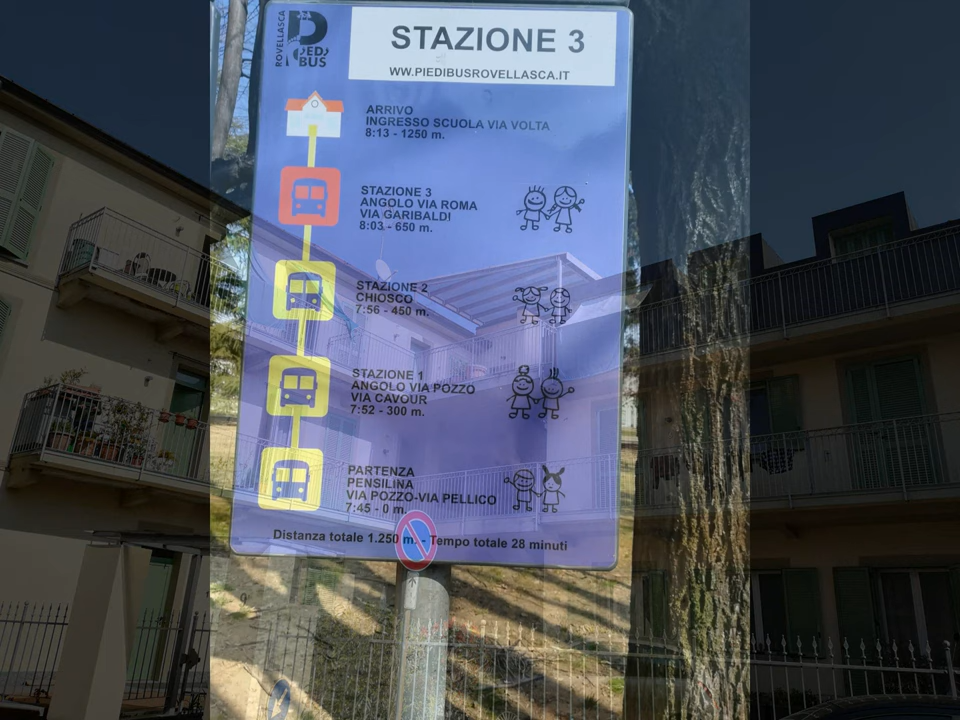 ROVELLASCA
PIEDI
BUS
STAZIONE 3
WW.PIEDIBUSROVELLASCA.IT
ARRIVO
INGRESSO SCUOLA VIA VOLTA
8:13 - 1250 m.
STAZIONE 3
ANGOLO VIA ROMA
VIA GARIBALDI
8:03 - 650 m.
STAZIONE 2
CHIOSCO
7:56 - 450 m.
STAZIONE 1
ANGOLO VIA POZZO
VIA CAVOUR
7:52 - 300 m.
PARTENZA
PENSILINA
VIA POZZO-VIA PELLICO
7:45 - 0 m.
Distanza totale 1.250 m. - Tempo totale 28 minuti